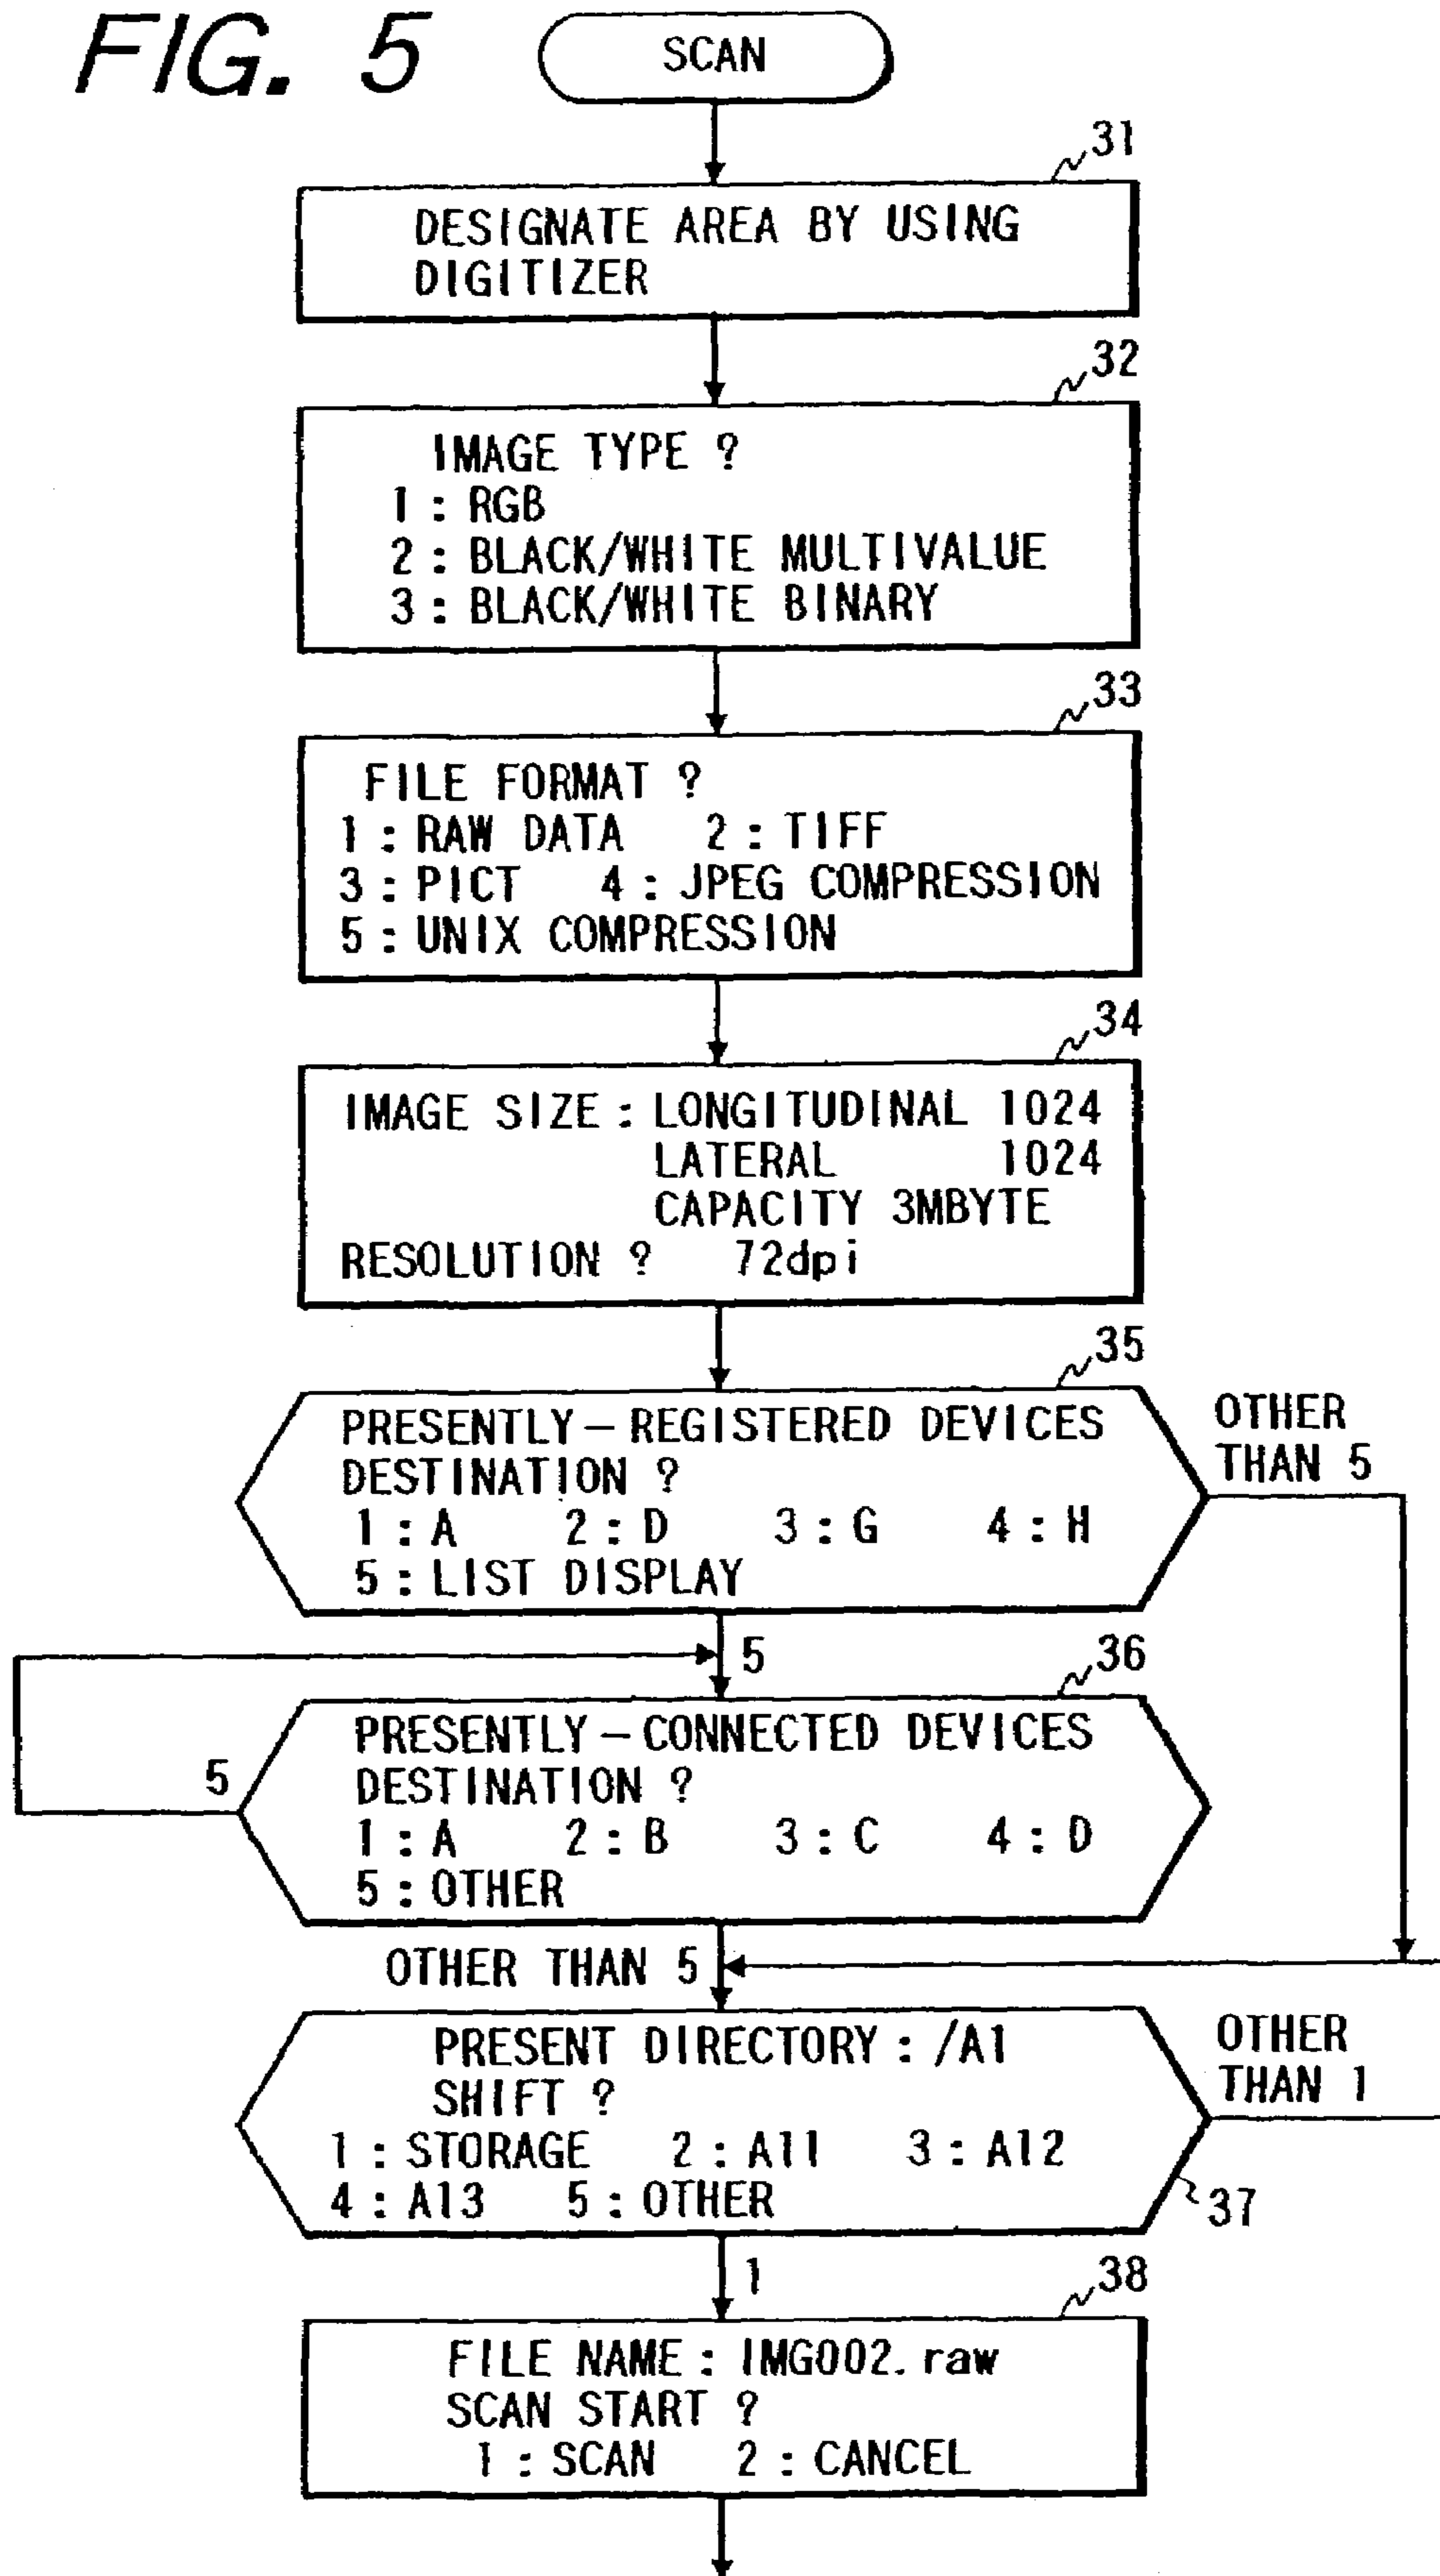 FIG. 5
SCAN
31
DESIGNATE AREA BY USING
DIGITIZER
32
IMAGE TYPE ?
1 : RGB
2 : BLACK/WHITE MULTIVALUE
3 : BLACK/WHITE BINARY
33
FILE FORMAT ?
1 : RAW DATA 2 : TIFF
3 : PICT 4 : JPEG COMPRESSION
5 : UNIX COMPRESSION
34
IMAGE SIZE : LONGITUDINAL 1024
LATERAL 1024
CAPACITY 3MBYTE
RESOLUTION ? 72dpi
35
PRESENTLY-REGISTERED DEVICES
DESTINATION ?
1 : A 2 : D 3 : G 4 : H
5 : LIST DISPLAY
OTHER
THAN 5
5
36
PRESENTLY-CONNECTED DEVICES
DESTINATION ?
1 : A 2 : B 3 : C 4 : D
5 : OTHER
5
OTHER THAN 5
PRESENT DIRECTORY : /A1
SHIFT ?
1 : STORAGE 2 : A11 3 : A12
4 : A13 5 : OTHER
OTHER
THAN 1
37
1
38
FILE NAME : IMG002.raw
SCAN START ?
1 : SCAN 2 : CANCEL